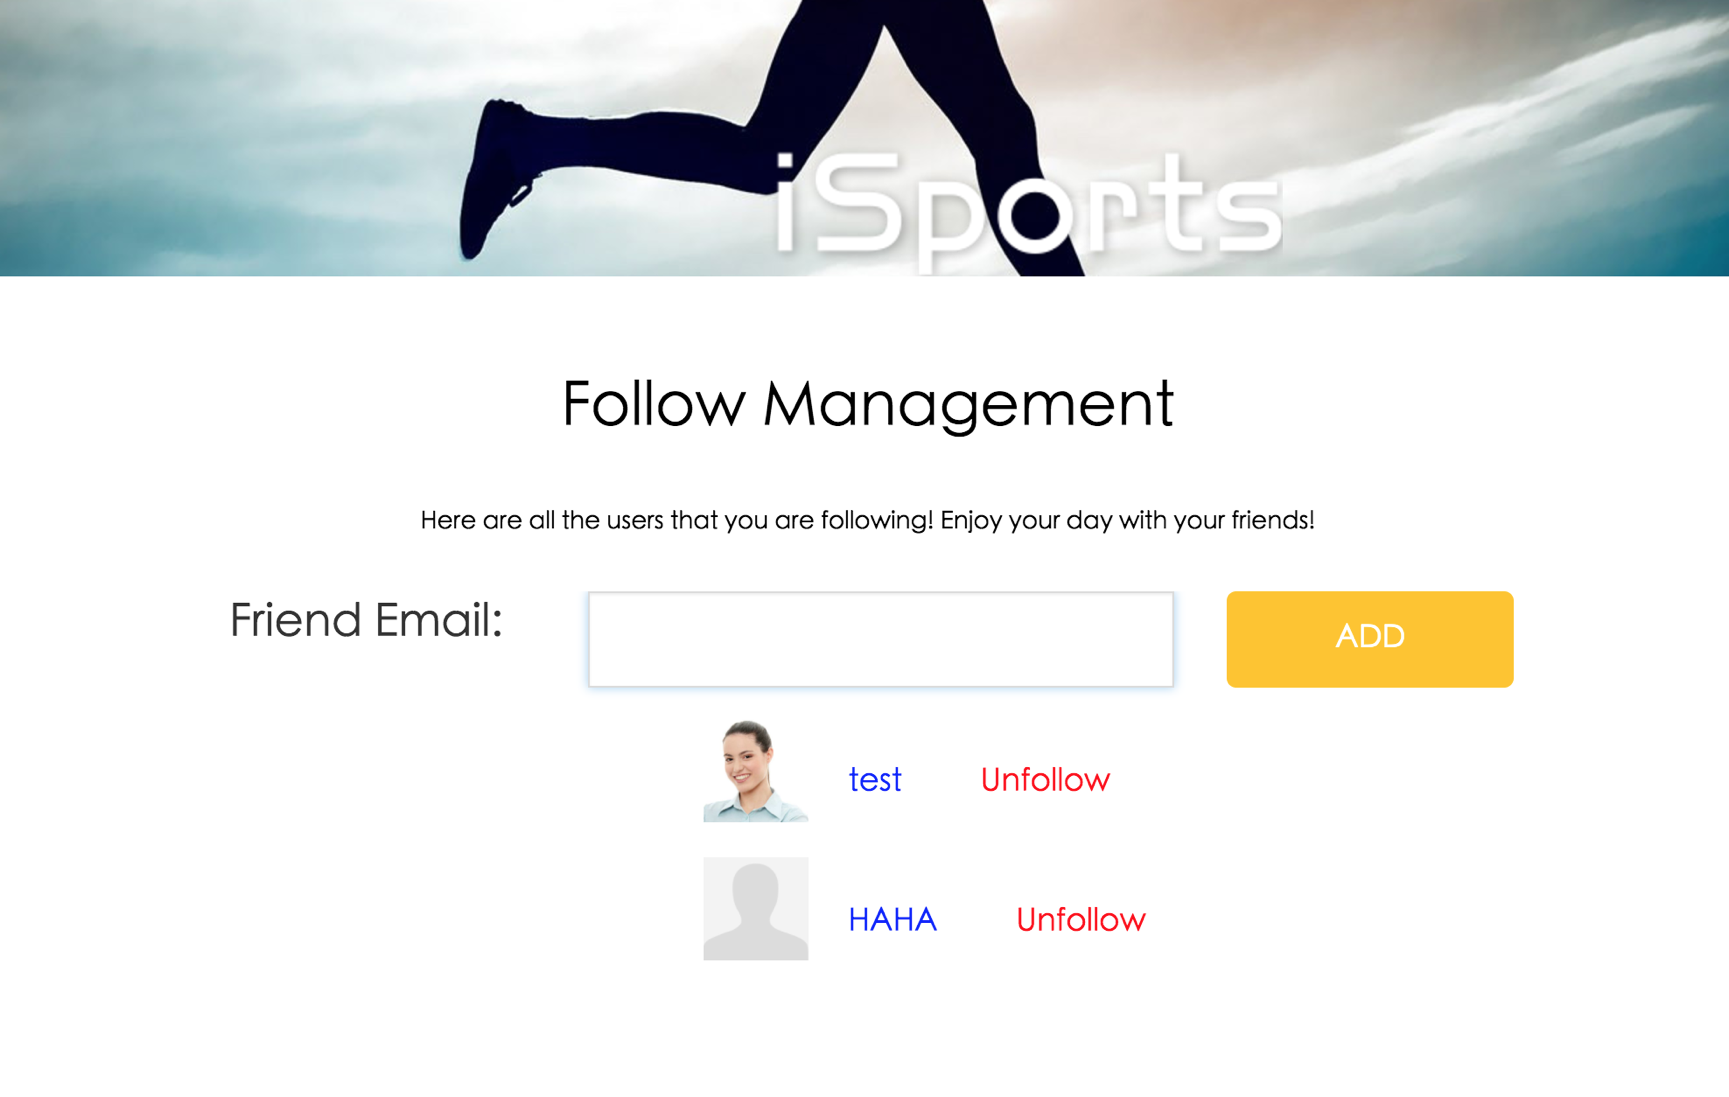 iSports
Follow Management
Here are all the users that you are following! Enjoy your day with your friends!
Friend Email:
ADD
test Unfollow
HAHA Unfollow